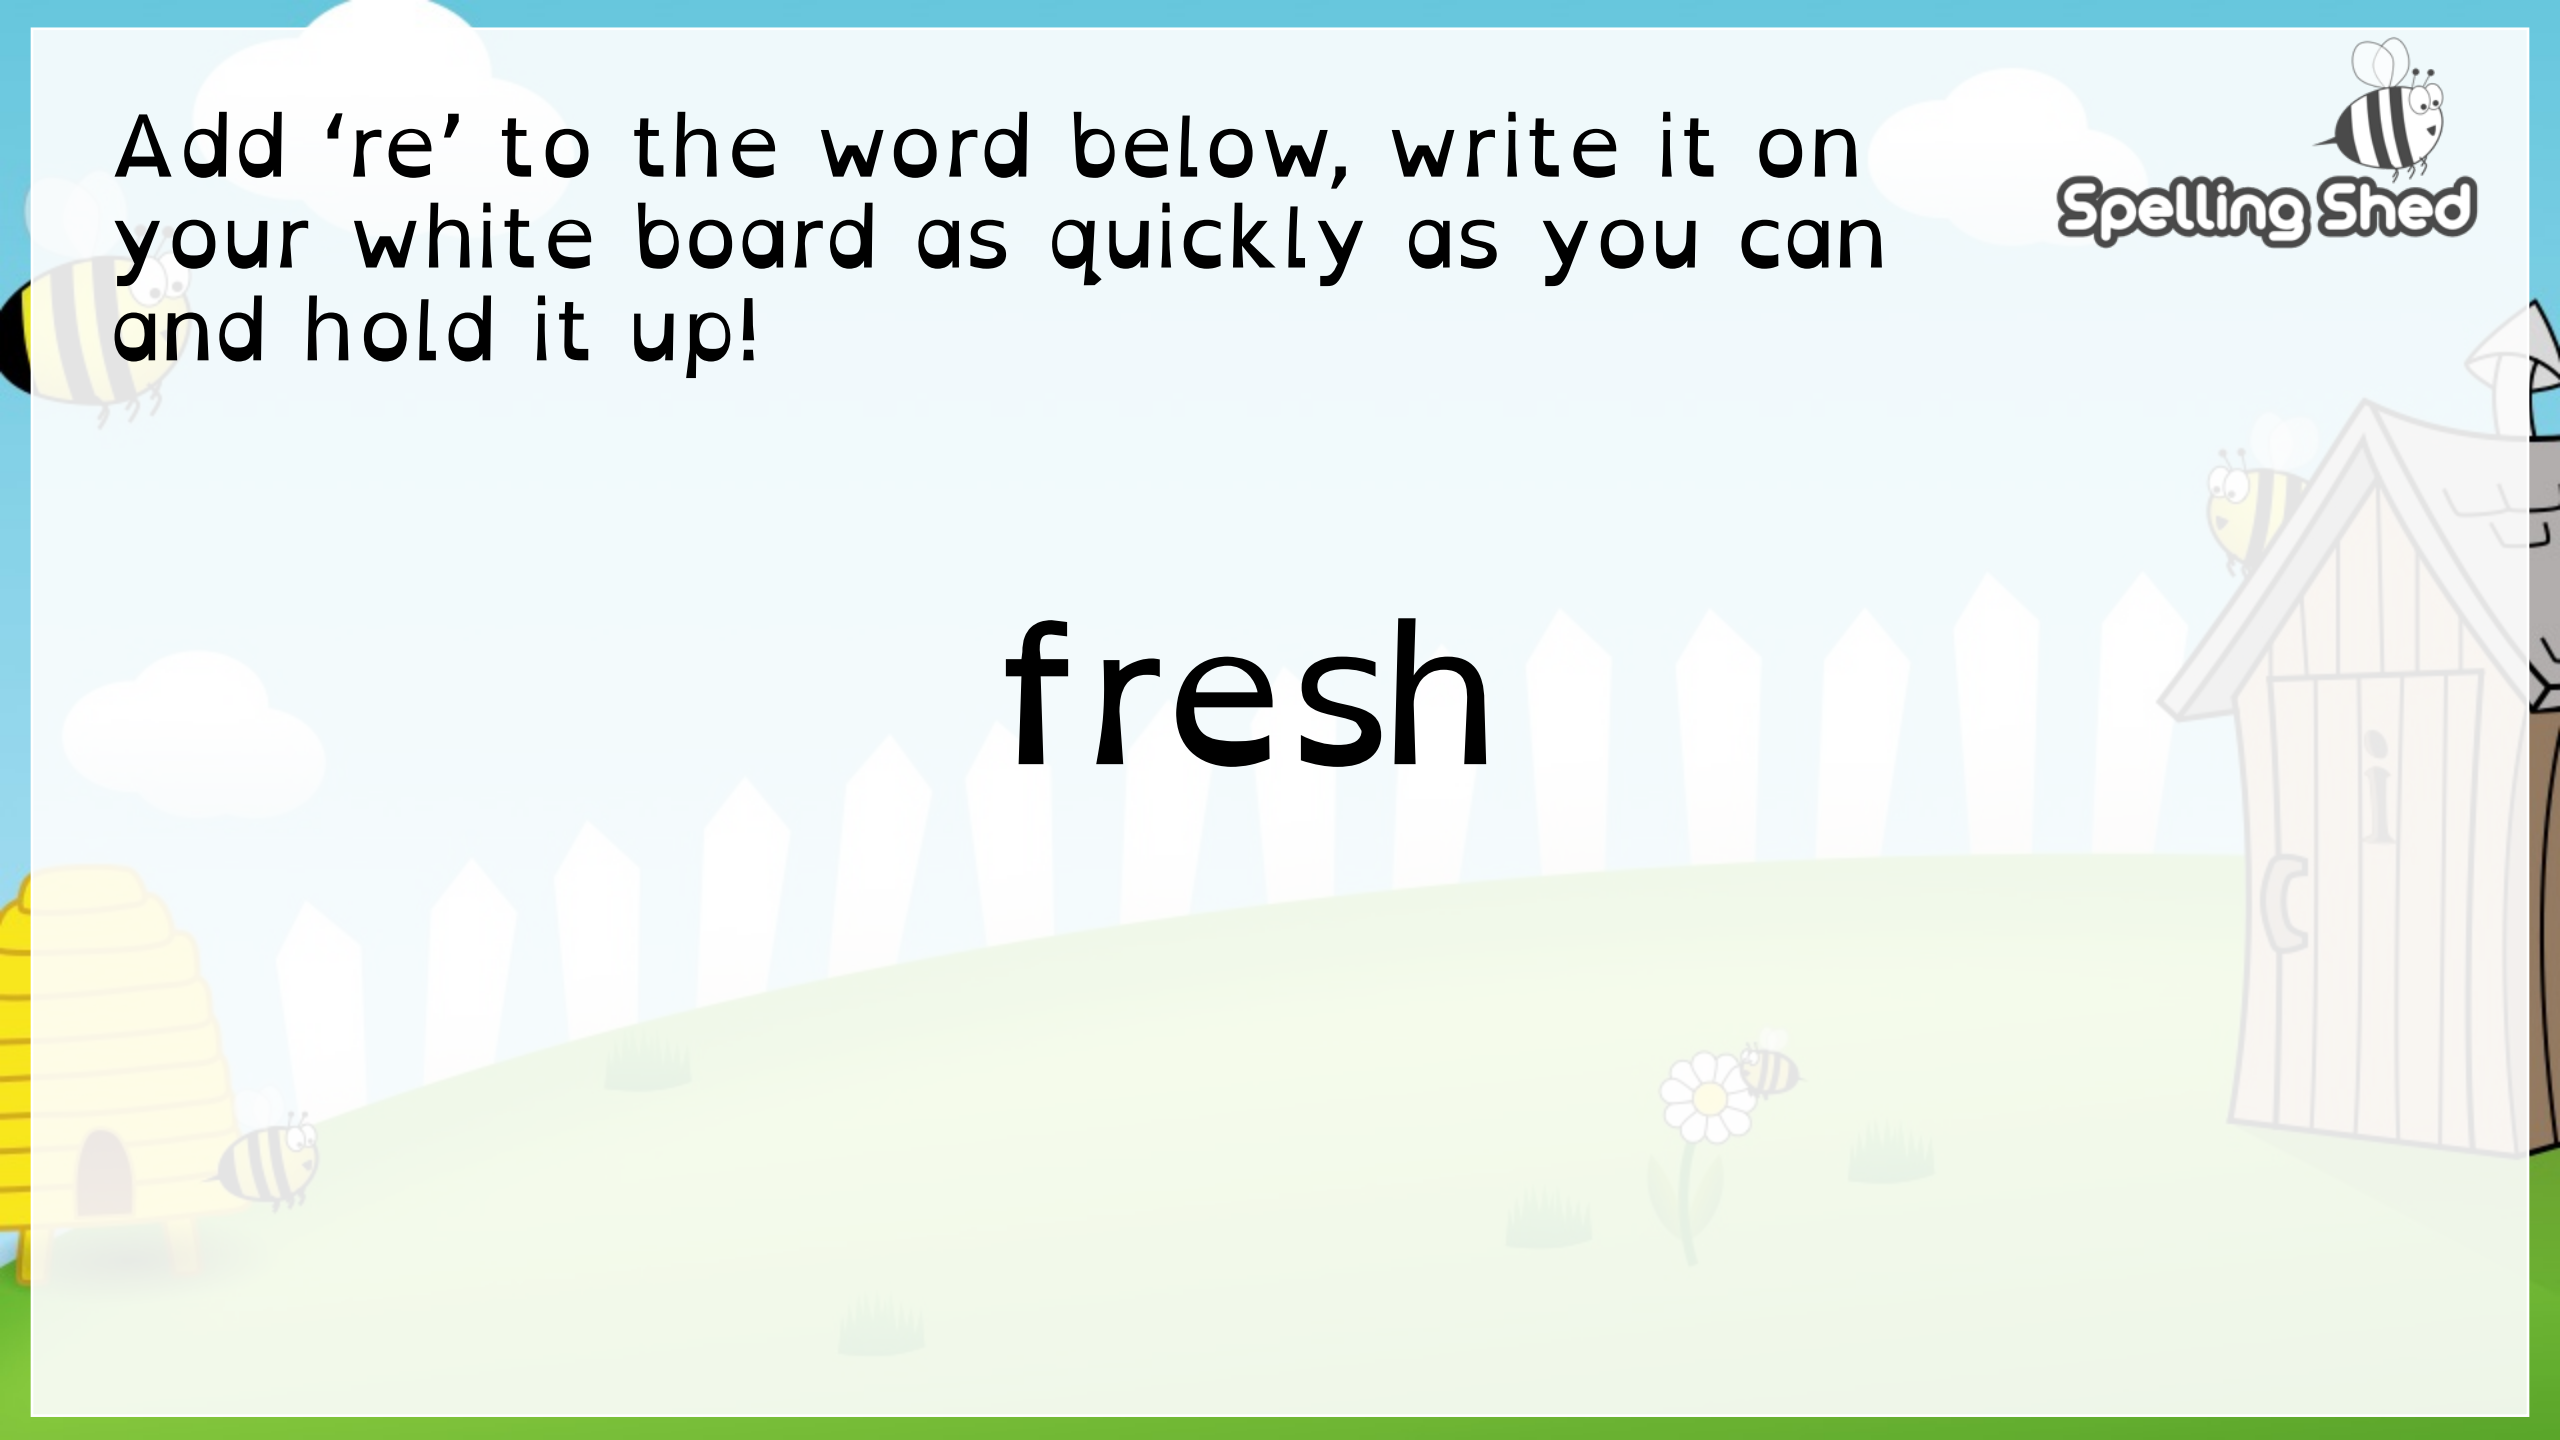 Add ‘re’ to the word below, write it on
your white board as quickly as you can
and hold it up!
Spelling Shed
fresh
i